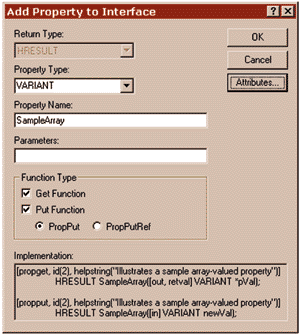 Add Property to Interface
Return Type:
HRESULT
OK
Cancel
Property Type:
VARIANT
Attributes...
Property Name:
SampleArray
Parameters:
Function Type
Get Function
Put Function
PropPut
PropPutRef
Implementation:
[propget, id(2), helpstring("Illustrates a sample array-valued property")]
HRESULT SampleArray([out, retval] VARIANT *pVal);
[propput, id(2), helpstring("Illustrates a sample array-valued property")]
HRESULT SampleArray([in] VARIANT newVal);